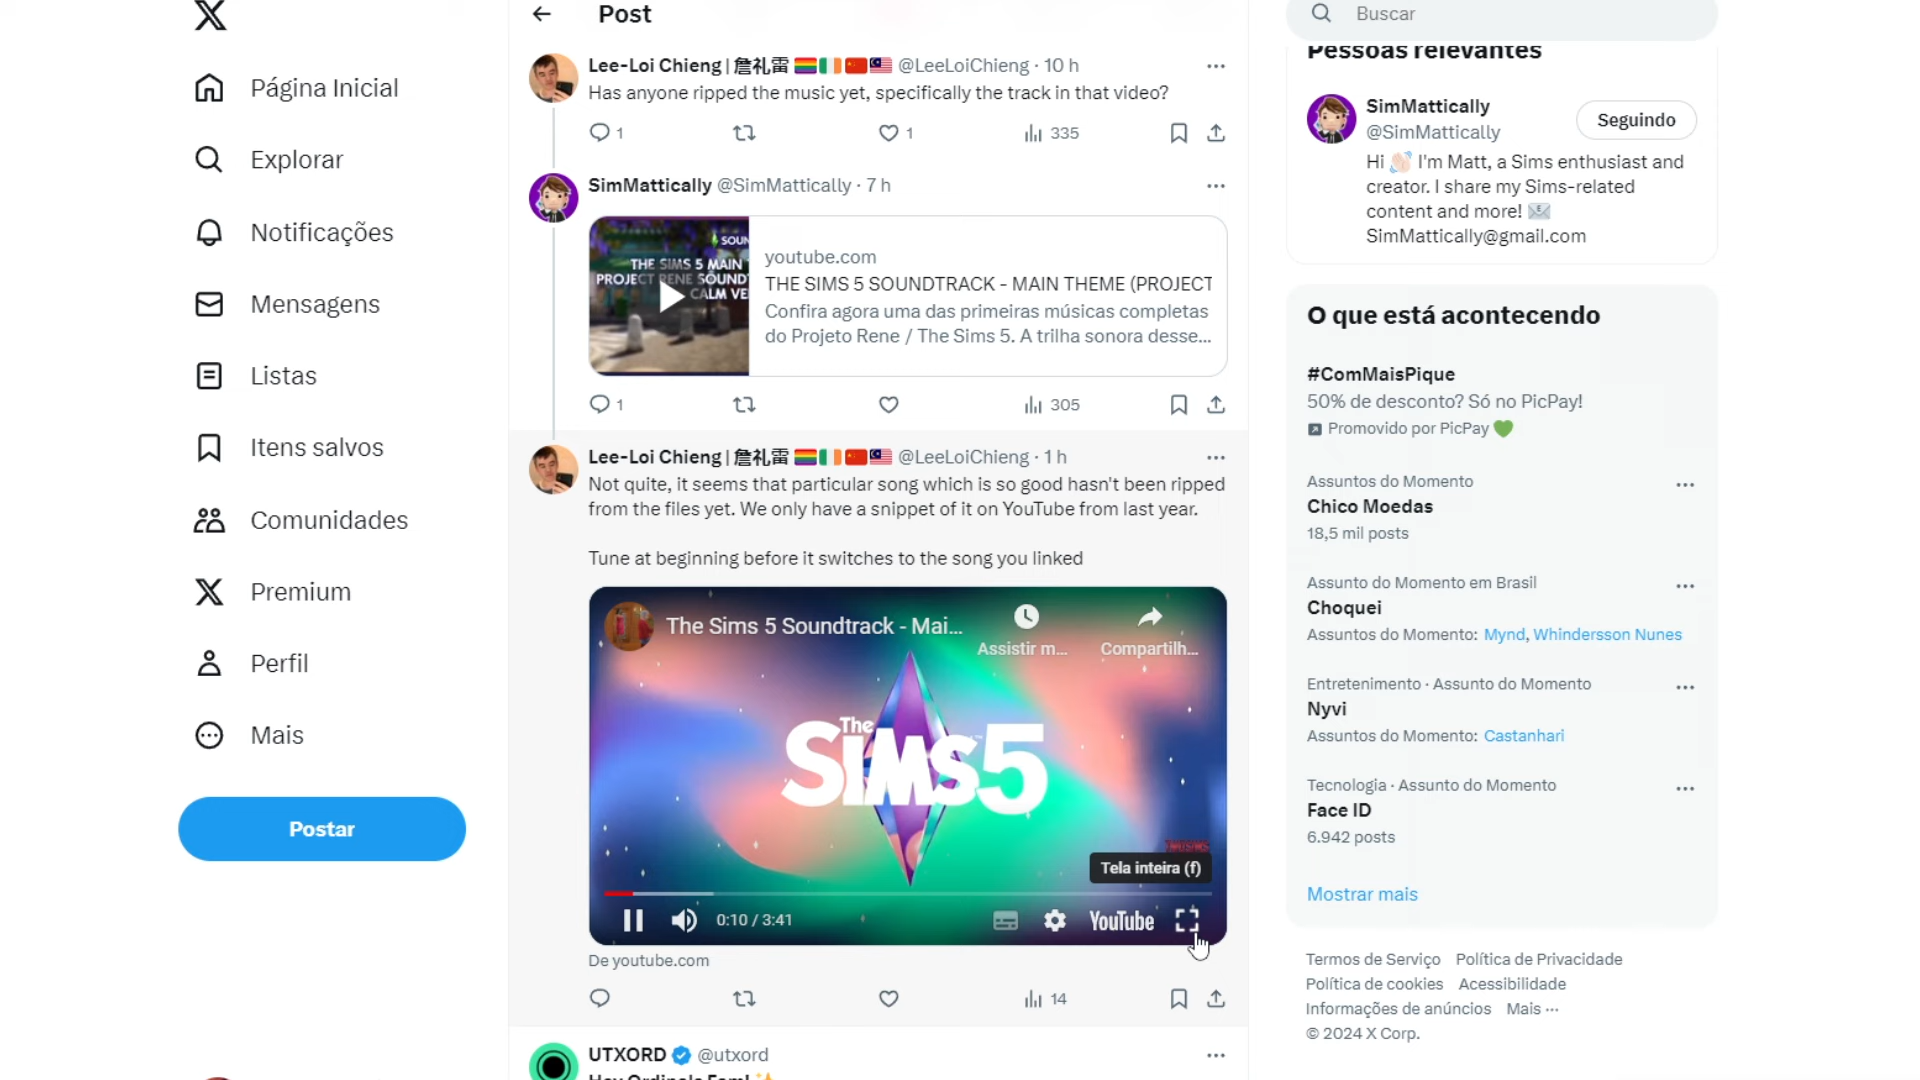 Página Inicial
Explorar
Notificações
Mensagens
Listas
Itens salvos
Comunidades
Premium
Perfil
Mais
Postar
Post
Lee-Loi Chieng | 詹礼雷 @LeeLoiChieng · 10 h
Has anyone ripped the music yet, specifically the track in that video?
1
1
335
SimMattically @SimMattically · 7 h
SOUN
THE SIMS 5 MAIN
PROJECT RENE SOUND
CALM VE
youtube.com
THE SIMS 5 SOUNDTRACK - MAIN THEME (PROJECT
Confira agora uma das primeiras músicas completas
do Projeto Rene / The Sims 5. A trilha sonora desse...
1
305
Lee-Loi Chieng | 詹礼雷 @LeeLoiChieng · 1 h
Not quite, it seems that particular song which is so good hasn't been ripped
from the files yet. We only have a snippet of it on YouTube from last year.
Tune at beginning before it switches to the song you linked
The Sims 5 Soundtrack - Mai...
Assistir m...
Compartilh...
The
SIMS 5
Tela inteira (f)
0:10 / 3:41
YouTube
De youtube.com
14
UTXORD @utxord
Buscar
Pessoas relevantes
SimMattically
@SimMattically
Seguindo
Hi 👋🏻 I'm Matt, a Sims enthusiast and
creator. I share my Sims-related
content and more! 📧
SimMattically@gmail.com
O que está acontecendo
#ComMaisPique
50% de desconto? Só no PicPay!
Promovido por PicPay 💚
Assuntos do Momento
Chico Moedas
18,5 mil posts
Assunto do Momento em Brasil
Choquei
Assuntos do Momento: Mynd, Whindersson Nunes
Entretenimento · Assunto do Momento
Nyvi
Assuntos do Momento: Castanhari
Tecnologia · Assunto do Momento
Face ID
6.942 posts
Mostrar mais
Termos de Serviço Política de Privacidade
Política de cookies Acessibilidade
Informações de anúncios Mais ···
© 2024 X Corp.